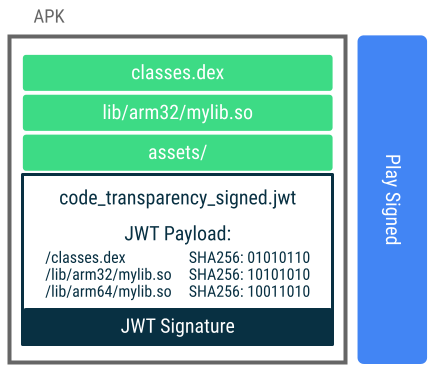 APK
classes.dex
lib/arm32/mylib.so
assets/
code_transparency_signed.jwt
JWT Payload:
/classes.dex SHA256: 01010110
/lib/arm32/mylib.so SHA256: 10101010
/lib/arm64/mylib.so SHA256: 10011010
JWT Signature
Play Signed